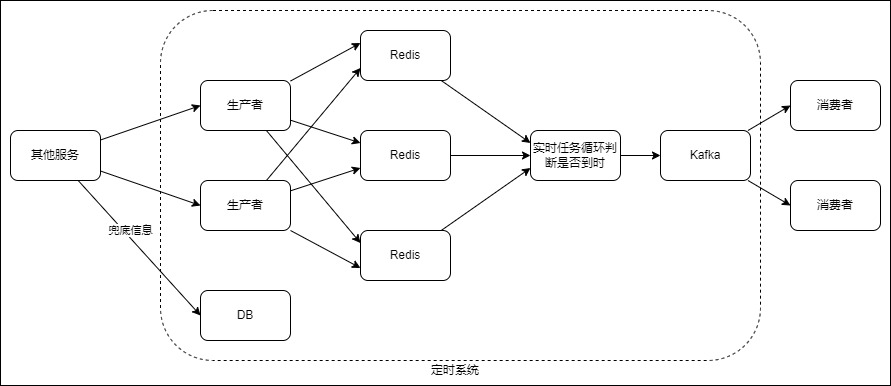 其他服务
兜底信息
生产者
生产者
DB
Redis
Redis
Redis
实时任务循环判
断是否到时
Kafka
消费者
消费者
定时系统